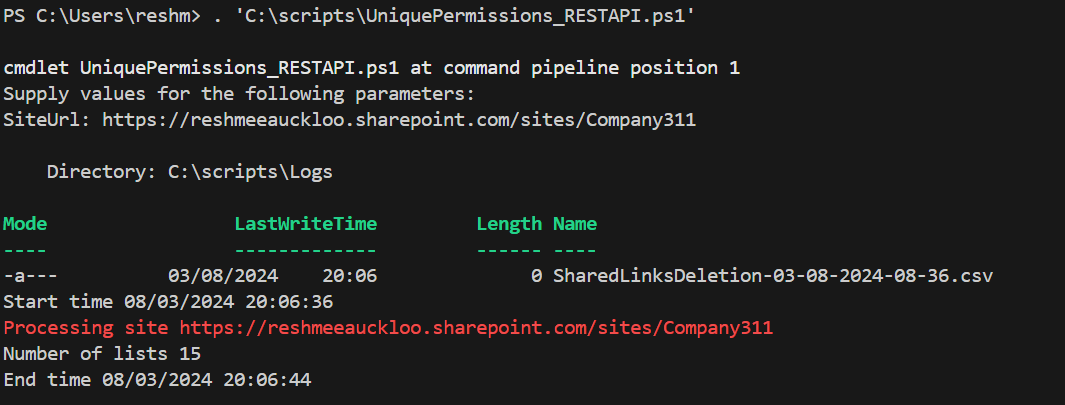 PS C:\Users\reshm> . 'C:\scripts\UniquePermissions_RESTAPI.ps1'
cmdlet UniquePermissions_RESTAPI.ps1 at command pipeline position 1
Supply values for the following parameters:
SiteUrl: https://reshmeeauckloo.sharepoint.com/sites/Company311
Directory: C:\scripts\Logs
Mode LastWriteTime Length Name
---- ------------- ------ ----
-a--- 03/08/2024 20:06 0 SharedLinksDeletion-03-08-2024-08-36.csv
Start time 08/03/2024 20:06:36
Processing site https://reshmeeauckloo.sharepoint.com/sites/Company311
Number of lists 15
End time 08/03/2024 20:06:44